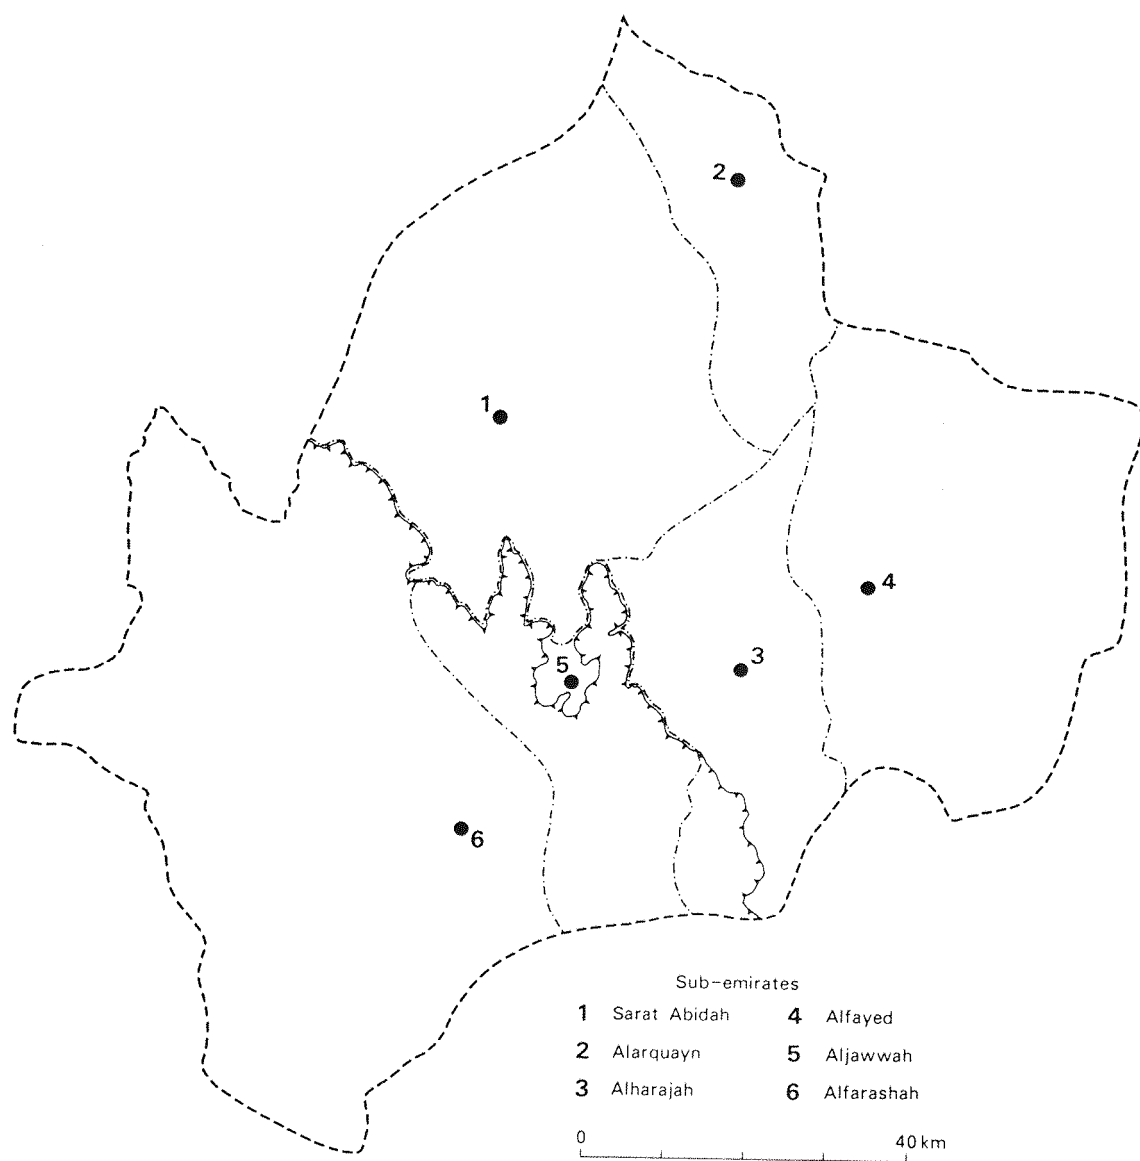 2
1
4
3
5
6
Sub-emirates
1 Sarat Abidah 4 Alfayed
2 Alarquayn 5 Aljawwah
3 Alharajah 6 Alfarashah
0 40 km